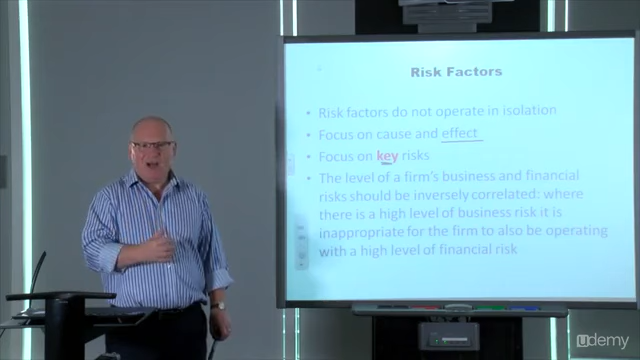 Risk Factors
• Risk factors do not operate in isolation
• Focus on cause and effect
• Focus on key risks
• The level of a firm's business and financial
risks should be inversely correlated: where
there is a high level of business risk it is
inappropriate for the firm to also be operating
with a high level of financial risk
udemy